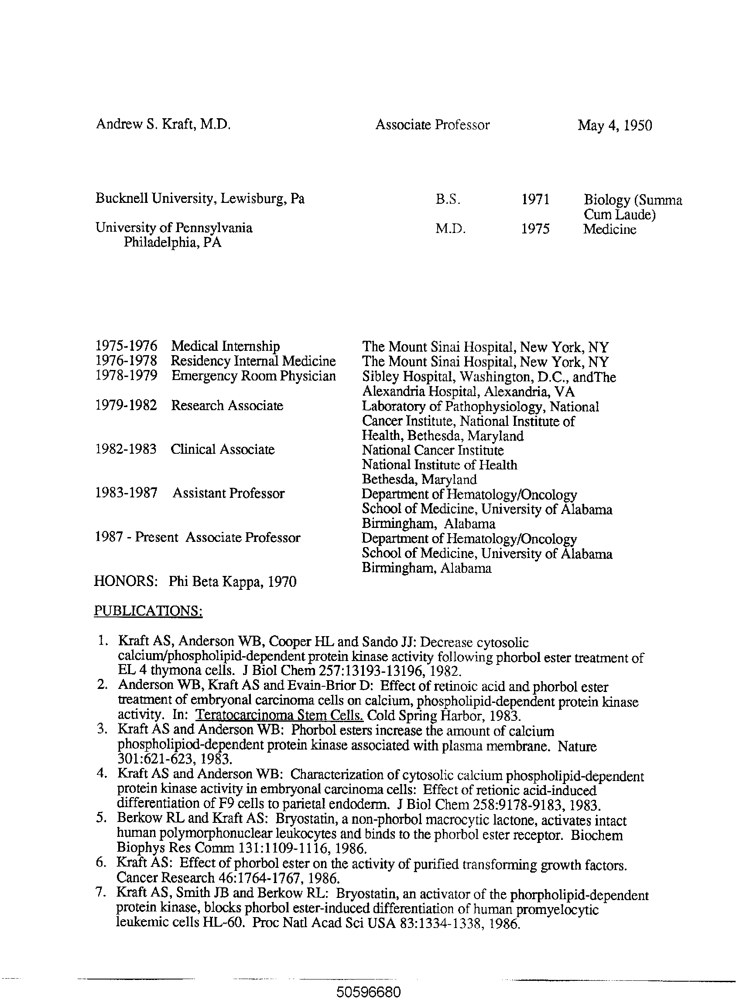 Andrew S. Kraft, M.D. Associate Professor May 4, 1950
Bucknell University, Lewisburg, Pa B.S. 1971 Biology (Summa
Cum Laude)
University of Pennsylvania M.D. 1975 Medicine
Philadelphia, PA
1975-1976 Medical Internship The Mount Sinai Hospital, New York, NY
1976-1978 Residency Internal Medicine The Mount Sinai Hospital, New York, NY
1978-1979 Emergency Room Physician Sibley Hospital, Washington, D.C., andThe
Alexandria Hospital, Alexandria, VA
1979-1982 Research Associate Laboratory of Pathophysiology, National
Cancer Institute, National Institute of
Health, Bethesda, Maryland
1982-1983 Clinical Associate National Cancer Institute
National Institute of Health
Bethesda, Maryland
1983-1987 Assistant Professor Department of Hematology/Oncology
School of Medicine, University of Alabama
Birmingham, Alabama
1987 - Present Associate Professor Department of Hematology/Oncology
School of Medicine, University of Alabama
Birmingham, Alabama
HONORS: Phi Beta Kappa, 1970
PUBLICATIONS:
1. Kraft AS, Anderson WB, Cooper HL and Sando JJ: Decrease cytosolic
calcium/phospholipid-dependent protein kinase activity following phorbol ester treatment of
EL 4 thymona cells. J Biol Chem 257:13193-13196, 1982.
2. Anderson WB, Kraft AS and Evain-Brior D: Effect of retinoic acid and phorbol ester
treatment of embryonal carcinoma cells on calcium, phospholipid-dependent protein kinase
activity. In: Teratocarcinoma Stem Cells. Cold Spring Harbor, 1983.
3. Kraft AS and Anderson WB: Phorbol esters increase the amount of calcium
phospholipiod-dependent protein kinase associated with plasma membrane. Nature
301:621-623, 1983.
4. Kraft AS and Anderson WB: Characterization of cytosolic calcium phospholipid-dependent
protein kinase activity in embryonal carcinoma cells: Effect of retionic acid-induced
differentiation of F9 cells to parietal endoderm. J Biol Chem 258:9178-9183, 1983.
5. Berkow RL and Kraft AS: Bryostatin, a non-phorbol macrocytic lactone, activates intact
human polymorphonuclear leukocytes and binds to the phorbol ester receptor. Biochem
Biophys Res Comm 131:1109-1116, 1986.
6. Kraft AS: Effect of phorbol ester on the activity of purified transforming growth factors.
Cancer Research 46:1764-1767, 1986.
7. Kraft AS, Smith JB and Berkow RL: Bryostatin, an activator of the phorpholipid-dependent
protein kinase, blocks phorbol ester-induced differentiation of human promyelocytic
leukemic cells HL-60. Proc Natl Acad Sci USA 83:1334-1338, 1986.
50596680